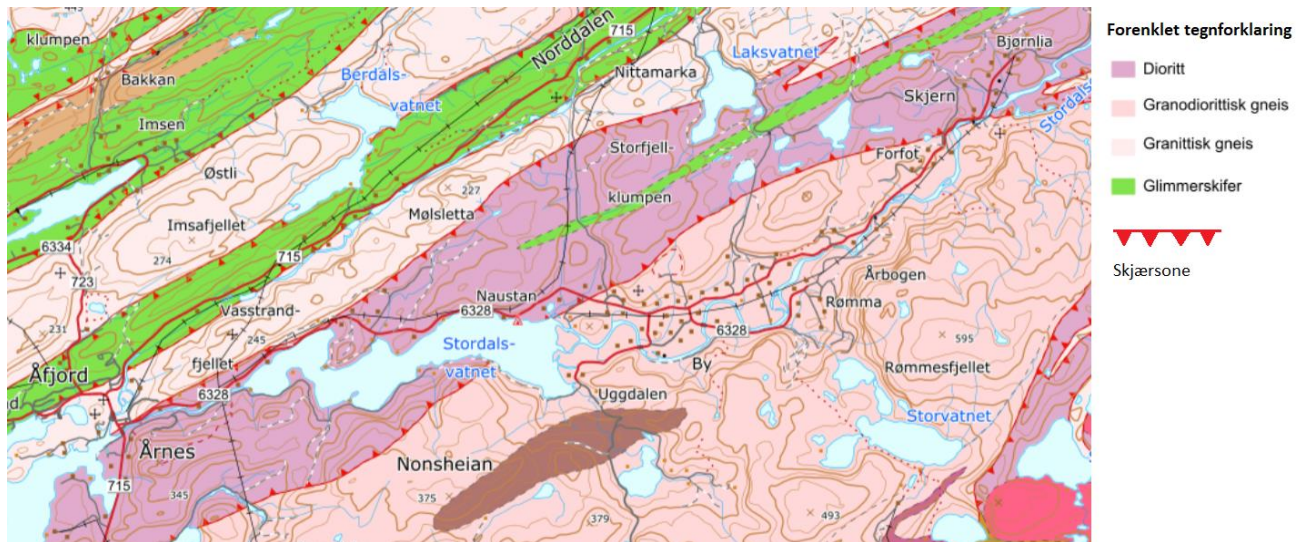 klumpen
Bakkan
Imsen
Berdals-
vatnet
Norddalen
715
Nittamarka
Laksvatnet
Bjørnlia
Skjern
Stordals-
Østli
Imsafjellet
274
227
Mølsletta
Storfjell-
klumpen
Forfot
6334
723
715
231
Vasstrand-
245
fjellet
Naustan
6328
Stordals-
vatnet
Årbogen
Rømma
6328
595
By
Rømmesfjellet
Åfjord
6328
Uggdalen
Storvatnet
Årnes
715
345
Nonsheian
375
379
493
Forenklet tegnforklaring
Dioritt
Granodiorittisk gneis
Granittisk gneis
Glimmerskifer
Skjærsone